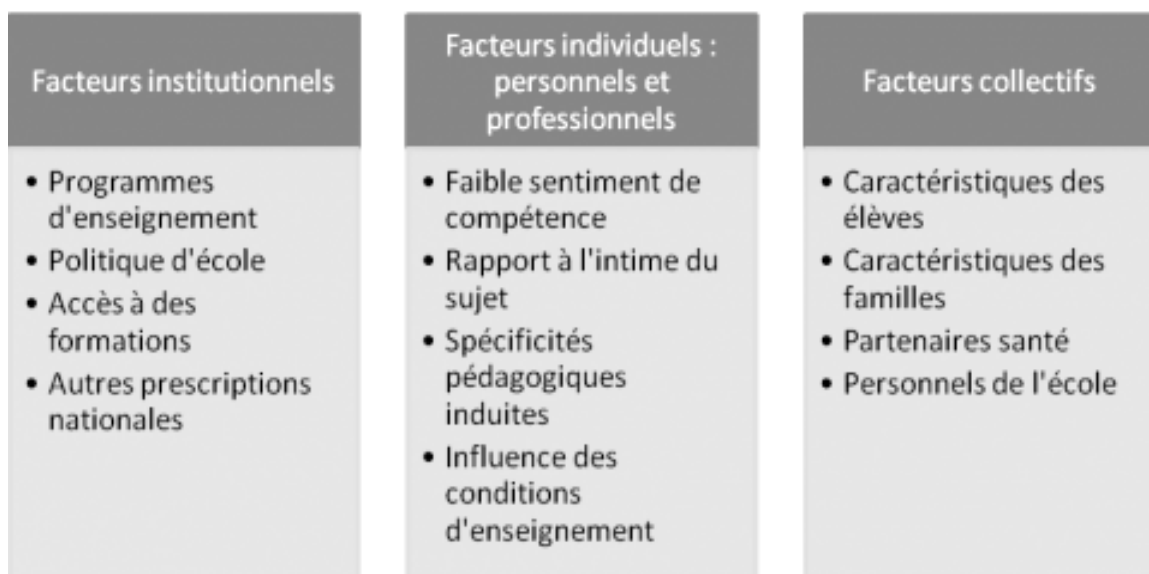 Facteurs institutionnels
• Programmes
d'enseignement
• Politique d'école
• Accès à des
formations
• Autres prescriptions
nationales
Facteurs individuels :
personnels et
professionnels
• Faible sentiment de
compétence
• Rapport à l'intime du
sujet
• Spécificités
pédagogiques
induites
• Influence des
conditions
d'enseignement
Facteurs collectifs
• Caractéristiques des
élèves
• Caractéristiques des
familles
• Partenaires santé
• Personnels de l'école